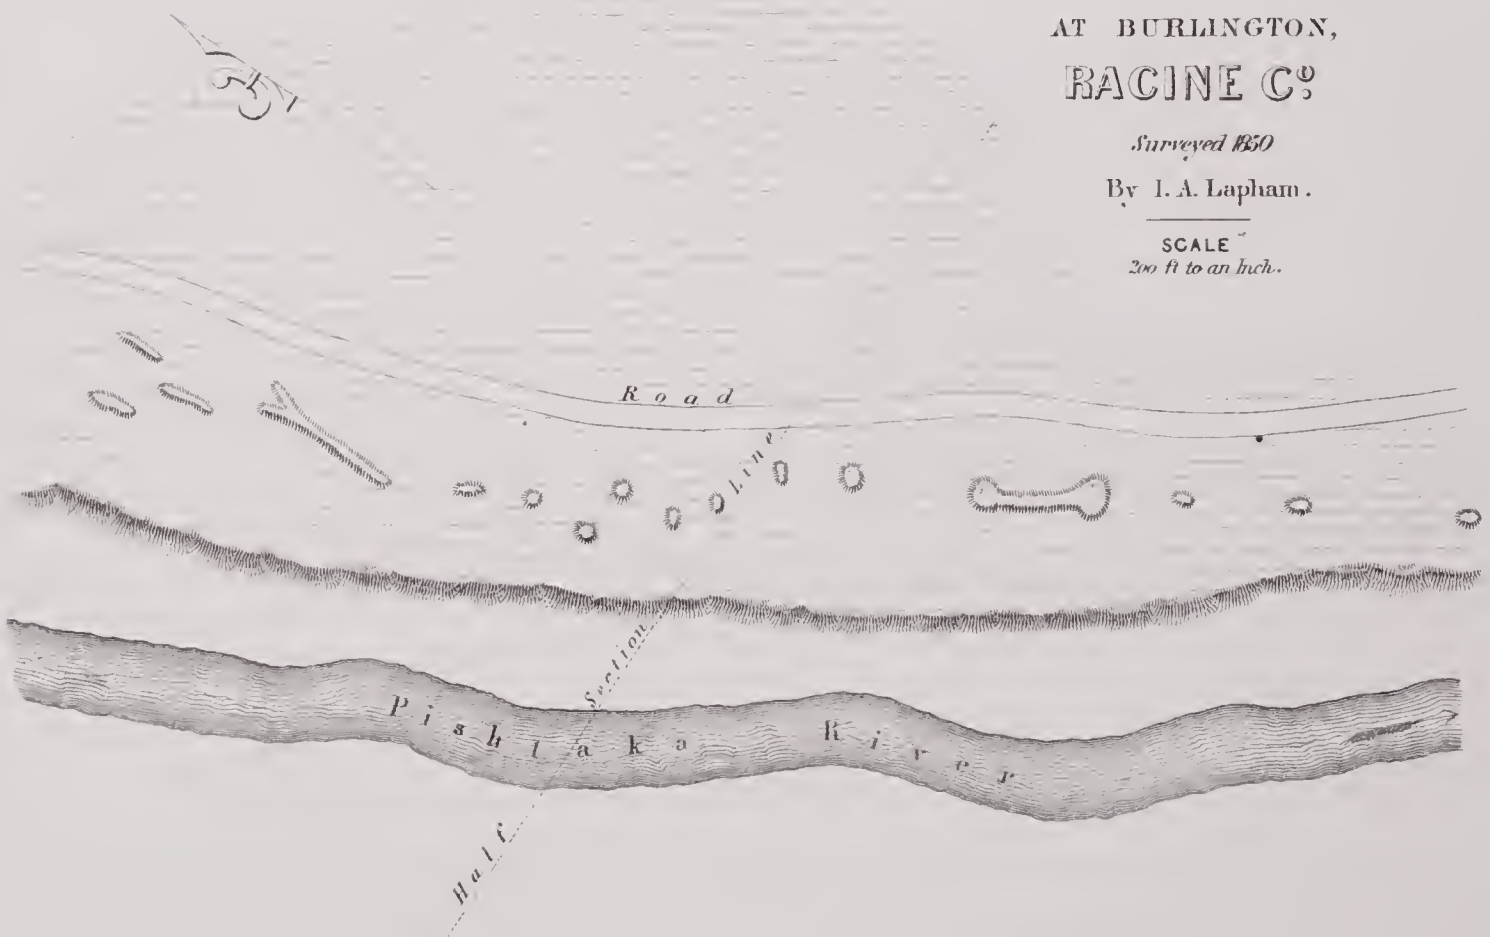 AT BURLINGTON,
RACINE Co.
Surveyed 1850
By I. A. Lapham.
SCALE
200 ft to an Inch.
Road
Half Section Line
Pishtaka River